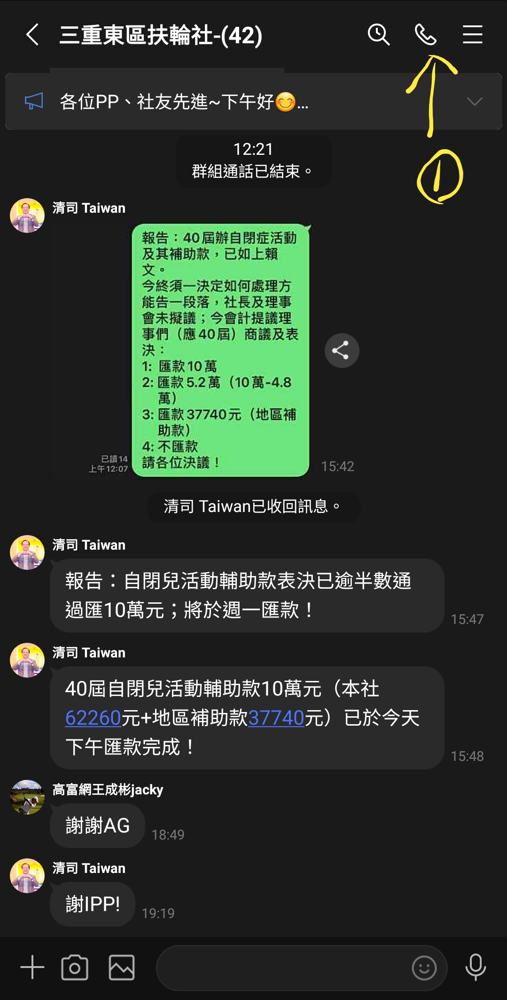 三重東區扶輪社-(42)
各位PP、社友先進~下午好😊...
12:21
群組通話已結束。
1
清司 Taiwan
報告：40屆辦自閉症活動
及其補助款，已如上賴
文。
今終須一決定如何處理方
能告一段落，社長及理事
會未擬議；今會計提議理
事們（應40屆）商議及表
決：
1: 匯款10萬
2: 匯款5.2萬（10萬-4.8
萬）
3: 匯款37740元（地區補
助款）
4: 不匯款
請各位決議！
已讀14
上午12:07
15:42
清司 Taiwan已收回訊息。
清司 Taiwan
報告：自閉兒活動輔助款表決已逾半數通
過匯10萬元；將於週一匯款！
15:47
清司 Taiwan
40屆自閉兒活動輔助款10萬元（本社
62260元+地區補助款37740元）已於今天
下午匯款完成！
15:48
高富網王成彬jacky
謝謝AG
18:49
清司 Taiwan
謝IPP!
19:19